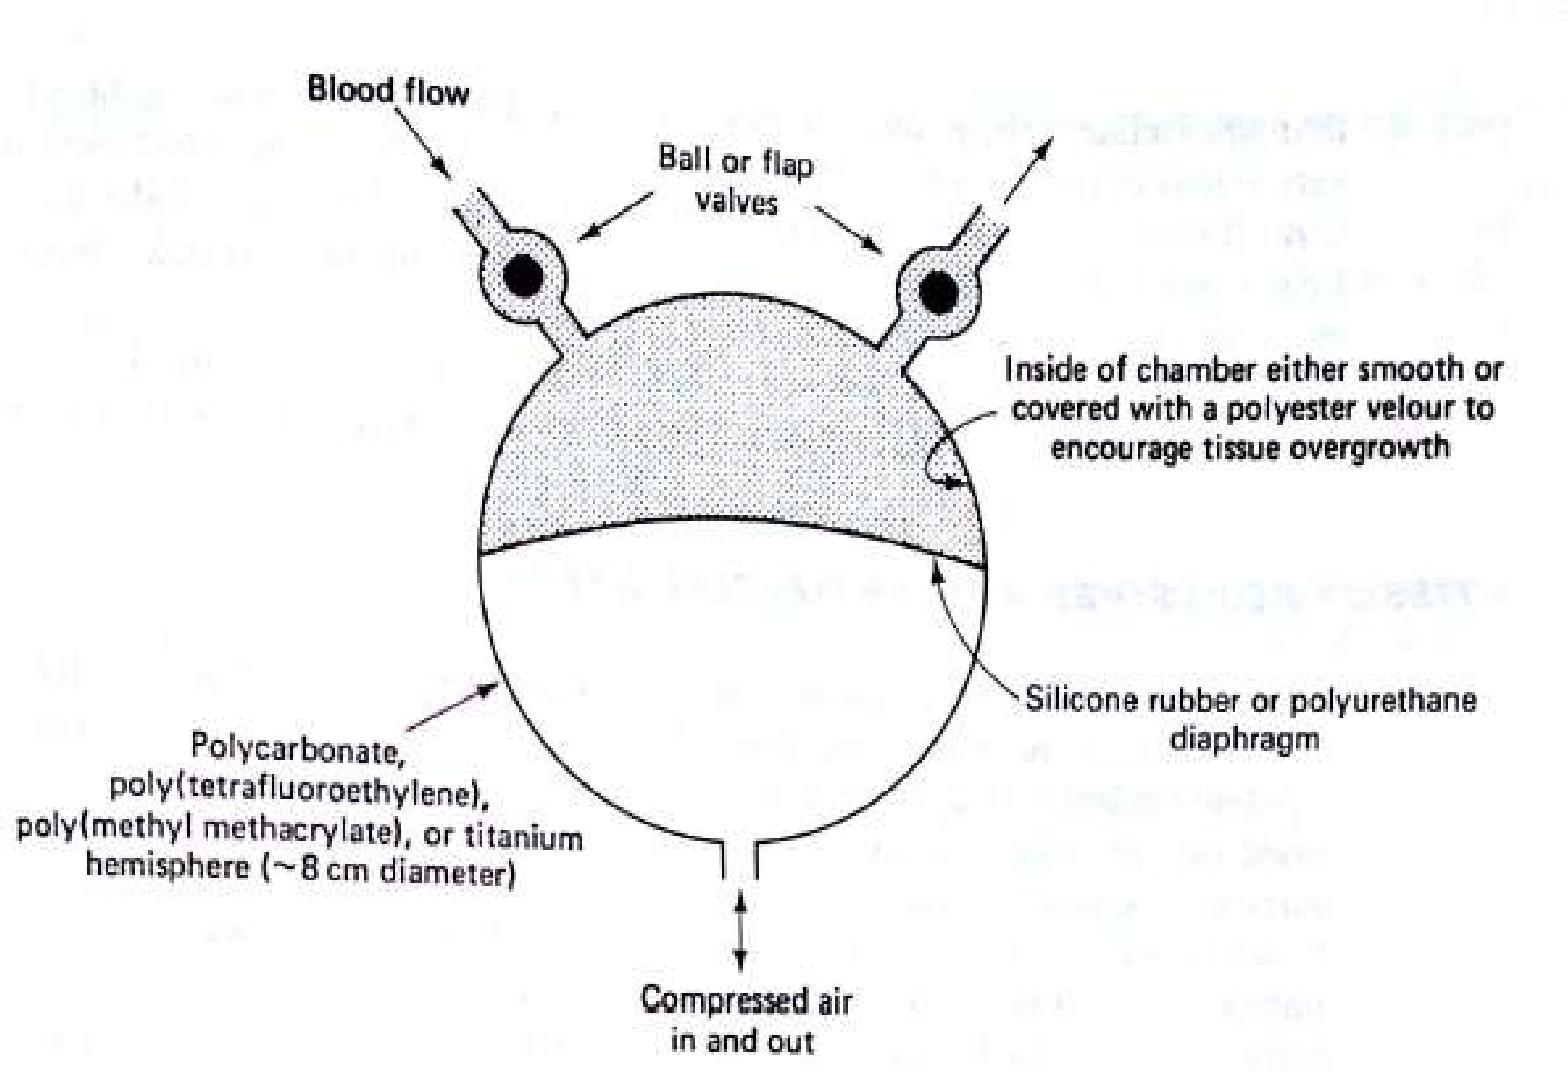 Blood flow
Ball or flap
valves
Inside of chamber either smooth or
covered with a polyester velour to
encourage tissue overgrowth
Silicone rubber or polyurethane
diaphragm
Polycarbonate,
poly(tetrafluoroethylene),
poly(methyl methacrylate), or titanium
hemisphere (~8 cm diameter)
Compressed air
in and out